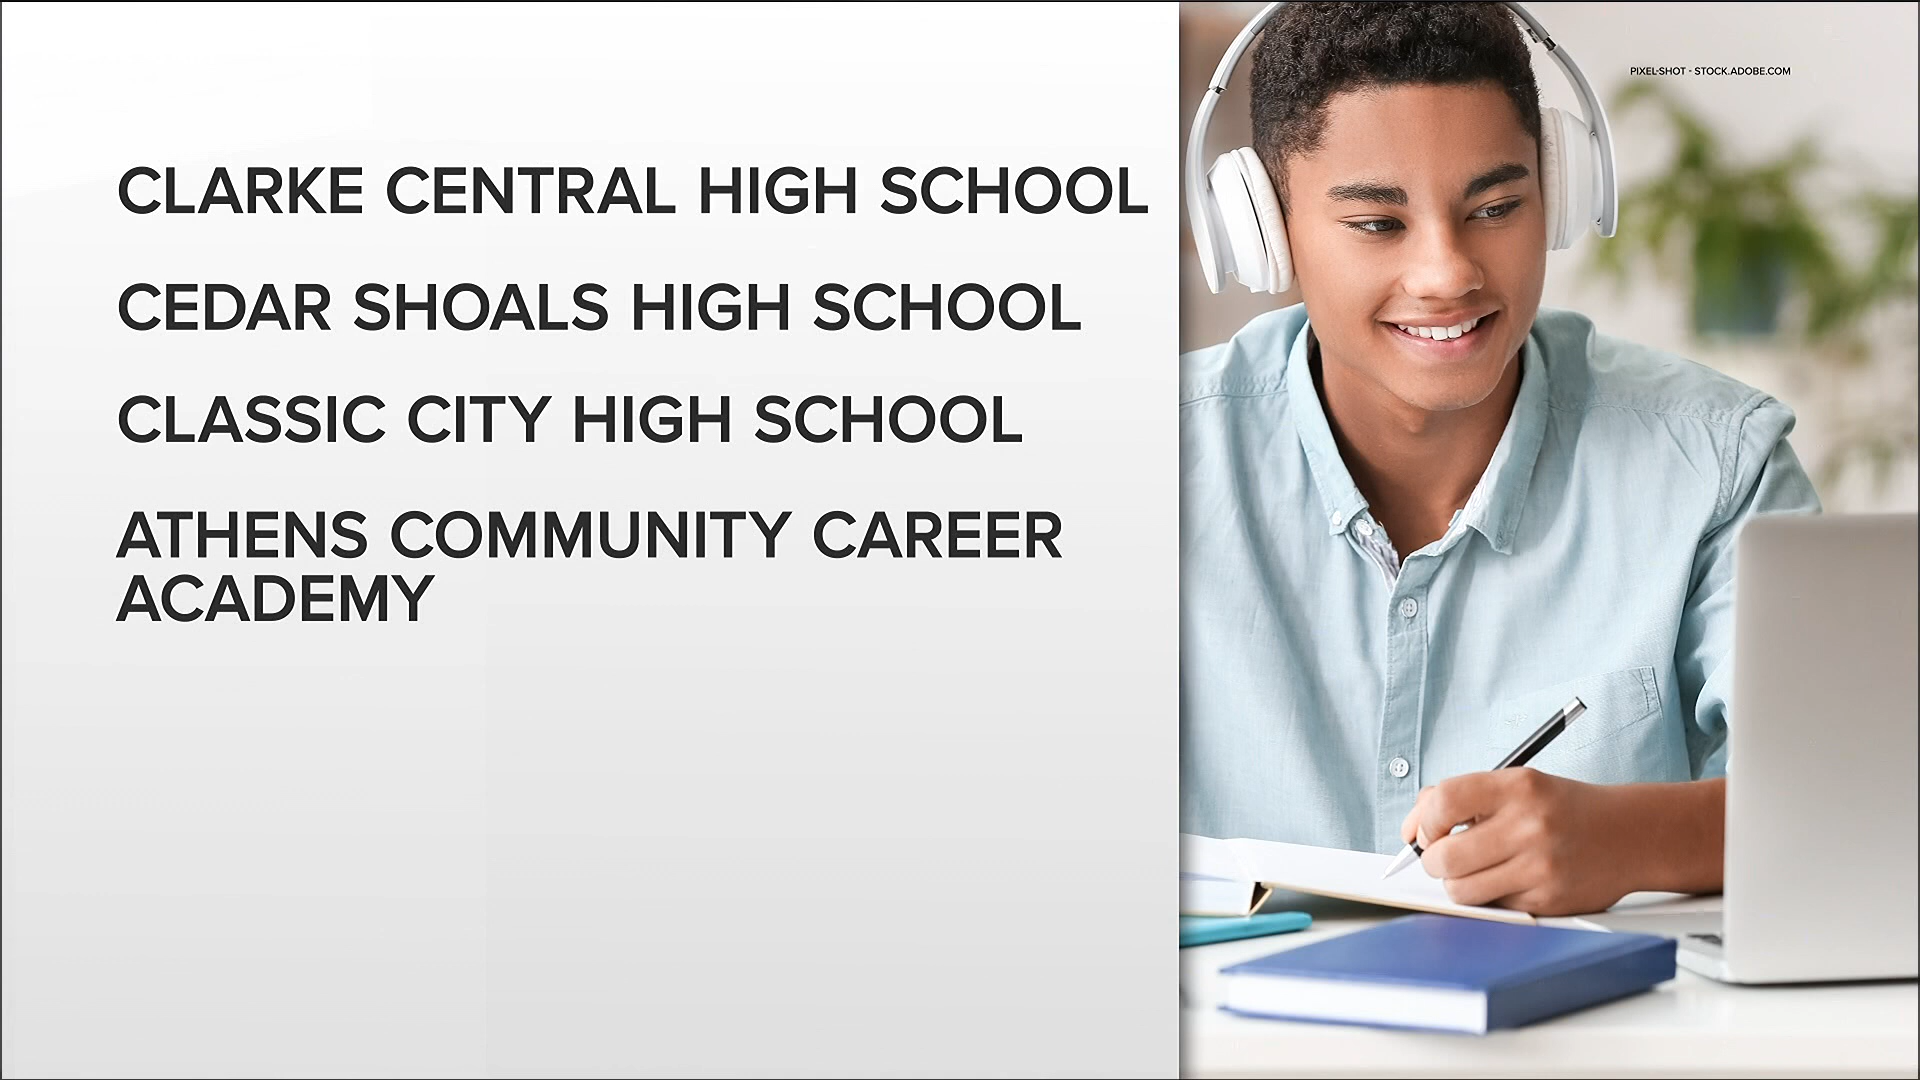 PIXEL-SHOT - STOCK.ADOBE.COM
CLARKE CENTRAL HIGH SCHOOL
CEDAR SHOALS HIGH SCHOOL
CLASSIC CITY HIGH SCHOOL
ATHENS COMMUNITY CAREER
ACADEMY